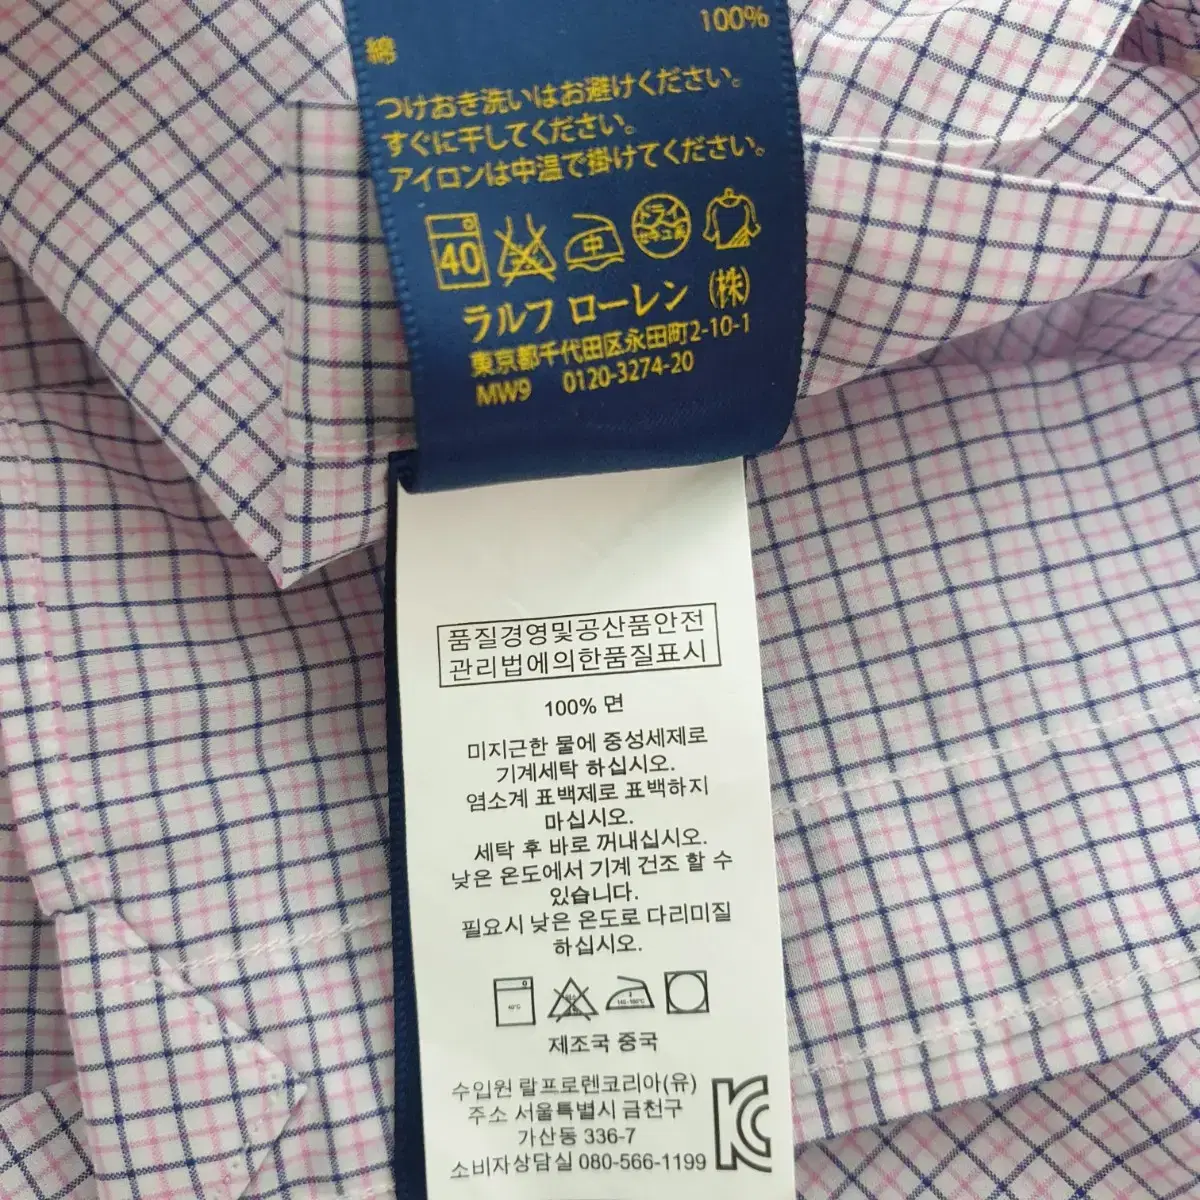 綿 100%
つけおき洗いはお避けください。
すぐに干してください。
アイロンは中温で掛けてください。
40 中 ドライ
ラルフ ローレン (株)
東京都千代田区永田町2-10-1
MW9 0120-3274-20
품질경영및공산품안전
관리법에의한품질표시
100% 면
미지근한 물에 중성세제로
기계세탁 하십시오.
염소계 표백제로 표백하지
마십시오.
세탁 후 바로 꺼내십시오.
낮은 온도에서 기계 건조 할 수
있습니다.
필요시 낮은 온도로 다리미질
하십시오.
40℃ 140-160℃
제조국 중국
수입원 랄프로렌코리아(유)
주소 서울특별시 금천구
가산동 336-7
소비자상담실 080-566-1199